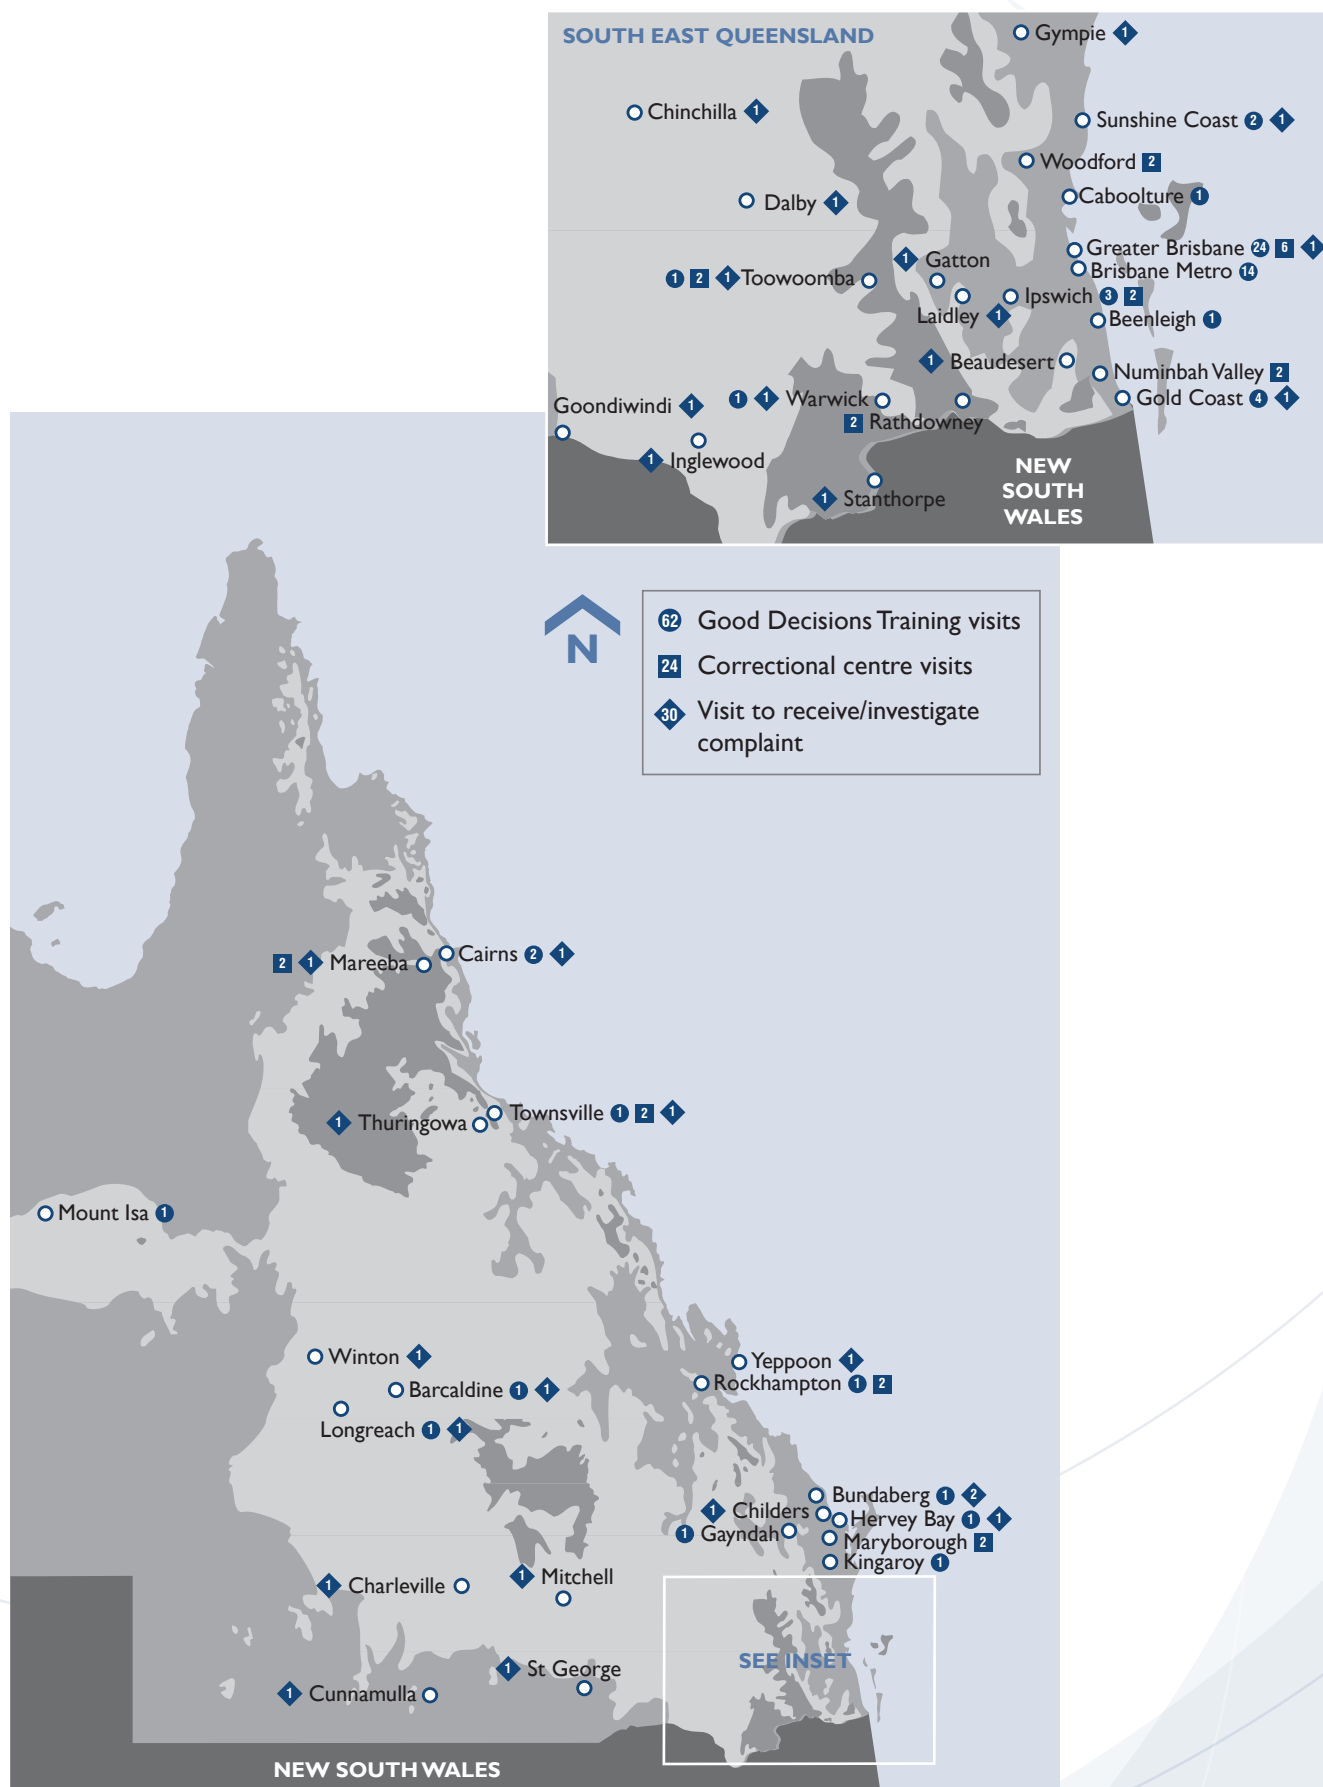 SOUTH EAST QUEENSLAND
Gympie 1
Chinchilla 1
Sunshine Coast 2 1
Woodford 2
Caboolture 1
Dalby 1
Greater Brisbane 24 6 1
Brisbane Metro 14
1 Gatton
1 2 1 Toowoomba
Ipswich 3 2
Laidley 1
Beenleigh 1
1 Beaudesert
Numinbah Valley 2
Gold Coast 4 1
1 1 Warwick
Goondiwindi 1
2 Rathdowney
1 Inglewood
1 Stanthorpe
NEW
SOUTH
WALES
N
62 Good Decisions Training visits
24 Correctional centre visits
30 Visit to receive/investigate
complaint
Cairns 2 1
2 1 Mareeba
Townsville 1 2 1
1 Thuringowa
Mount Isa 1
Winton 1
Yeppoon 1
Barcaldine 1 1
Rockhampton 1 2
Longreach 1 1
Bundaberg 1 2
1 Childers
Hervey Bay 1 1
1 Gayndah
Maryborough 2
Kingaroy 1
1 Mitchell
1 Charleville
SEE INSET
1 St George
1 Cunnamulla
NEW SOUTH WALES